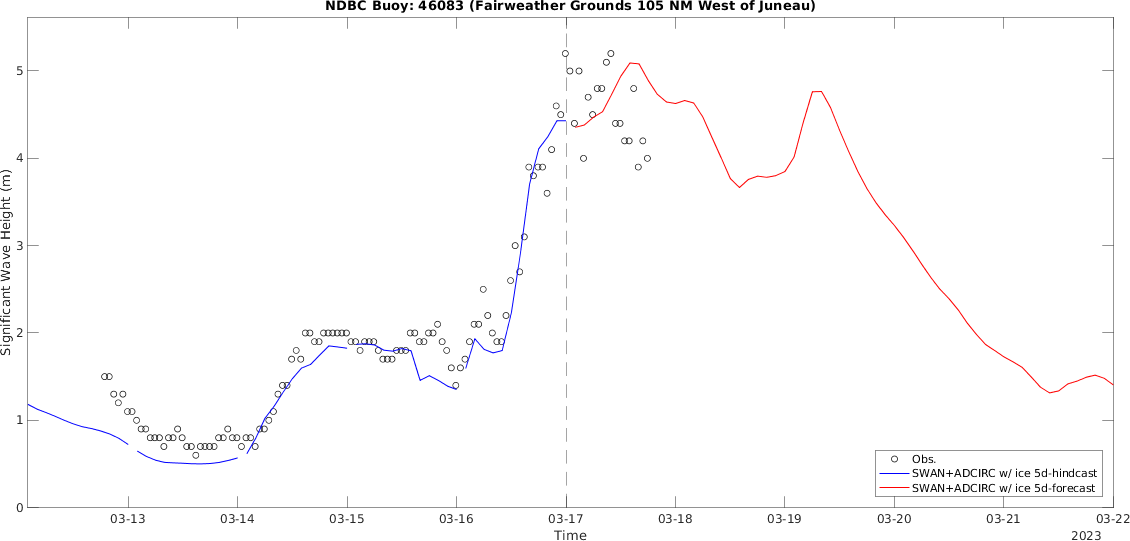 NDBC Buoy: 46083 (Fairweather Grounds 105 NM West of Juneau)
Significant Wave Height (m)
5
4
3
2
1
0
Obs.
SWAN+ADCIRC w/ ice 5d-hindcast
SWAN+ADCIRC w/ ice 5d-forecast
03-13 03-14 03-15 03-16 03-17 03-18 03-19 03-20 03-21 03-22
Time
2023